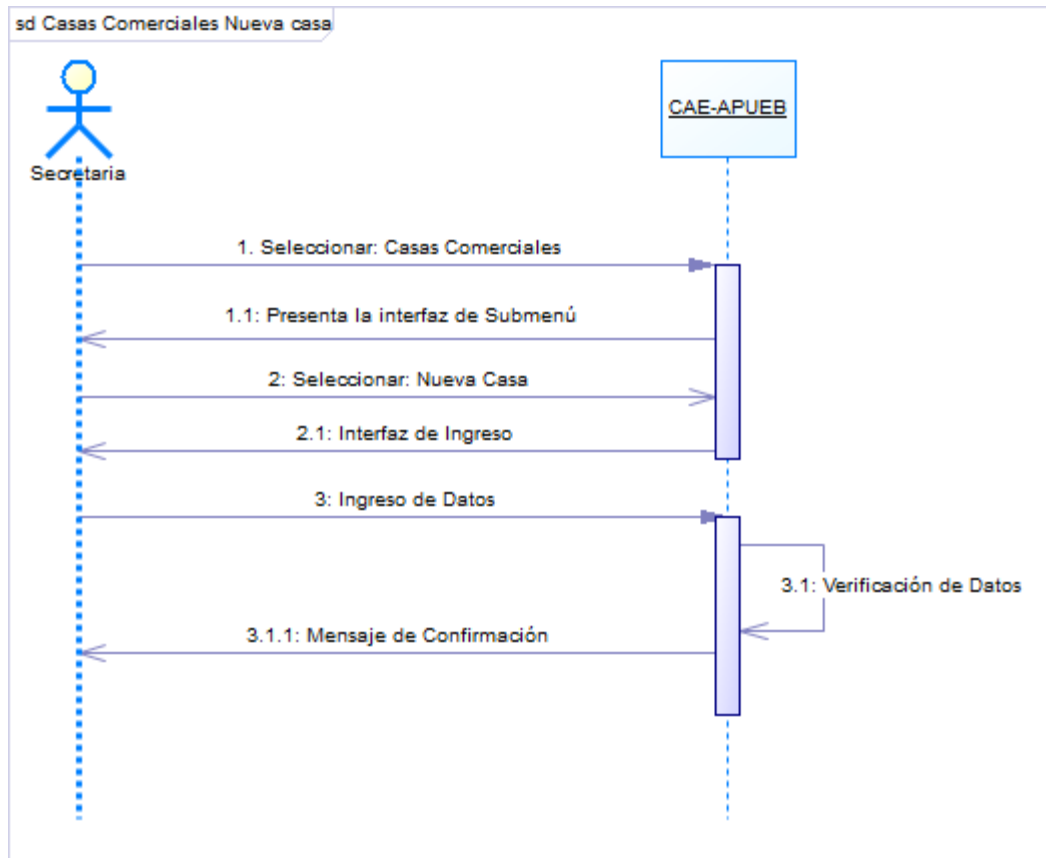 sd Casas Comerciales Nueva casa
CAE-APUEB
Secretaria
1. Seleccionar: Casas Comerciales
1.1: Presenta la interfaz de Submenú
2: Seleccionar: Nueva Casa
2.1: Interfaz de Ingreso
3: Ingreso de Datos
3.1: Verificación de Datos
3.1.1: Mensaje de Confirmación